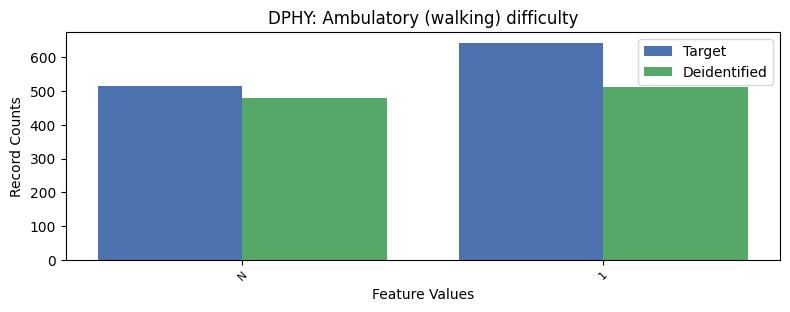 DPHY: Ambulatory (walking) difficulty
Target
Deidentified
Record Counts
600
500
400
300
200
100
0
N
1
Feature Values